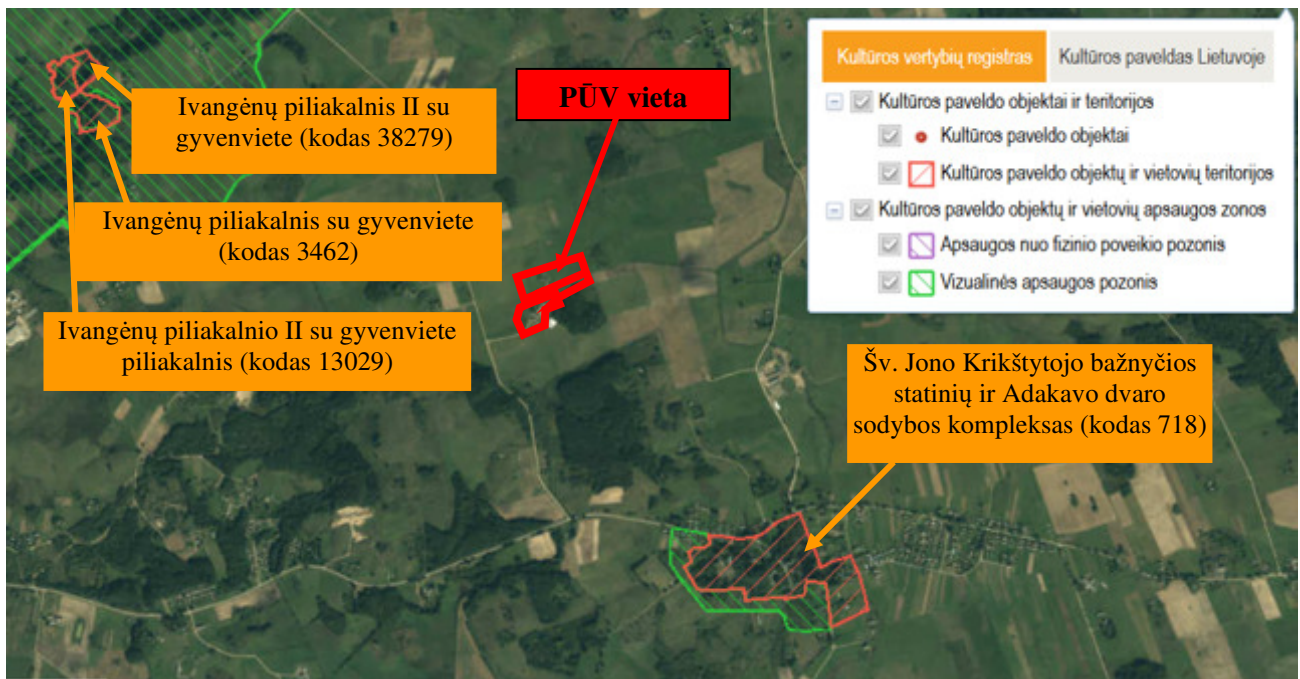 Ivangėnų piliakalnis II su
gyvenviete (kodas 38279)
PŪV vieta
Ivangėnų piliakalnis su gyvenviete
(kodas 3462)
Ivangėnų piliakalnio II su gyvenviete
piliakalnis (kodas 13029)
Šv. Jono Krikštytojo bažnyčios
statinių ir Adakavo dvaro
sodybos kompleksas (kodas 718)
Kultūros vertybių registras
Kultūros paveldas Lietuvoje
Kultūros paveldo objektai ir teritorijos
Kultūros paveldo objektai
Kultūros paveldo objektų ir vietovių teritorijos
Kultūros paveldo objektų ir vietovių apsaugos zonos
Apsaugos nuo fizinio poveikio pozonis
Vizualinės apsaugos pozonis